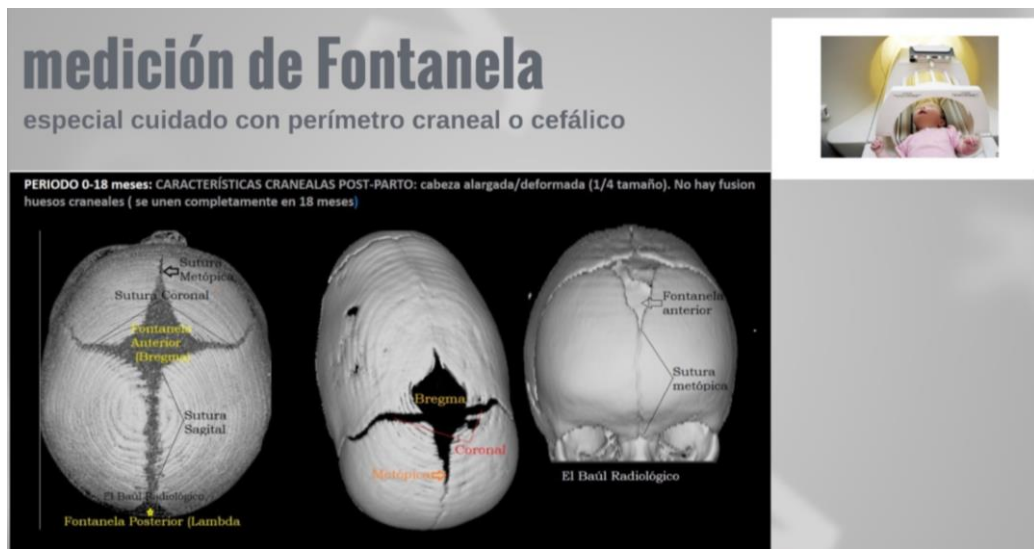 medición de Fontanela
especial cuidado con perímetro craneal o cefálico
PERIODO 0-18 meses: CARACTERÍSTICAS CRANEALAS POST-PARTO: cabeza alargada/deformada (1/4 tamaño). No hay fusion
huesos craneales ( se unen completamente en 18 meses)
Sutura
Metópica
Sutura Coronal
Fontanela
Anterior
(Bregma)
Sutura
Sagital
El Baúl Radiológico
Fontanela Posterior (Lambda
Bregma
Coronal
Metópica
Fontanela
anterior
Sutura
metópica
El Baúl Radiológico